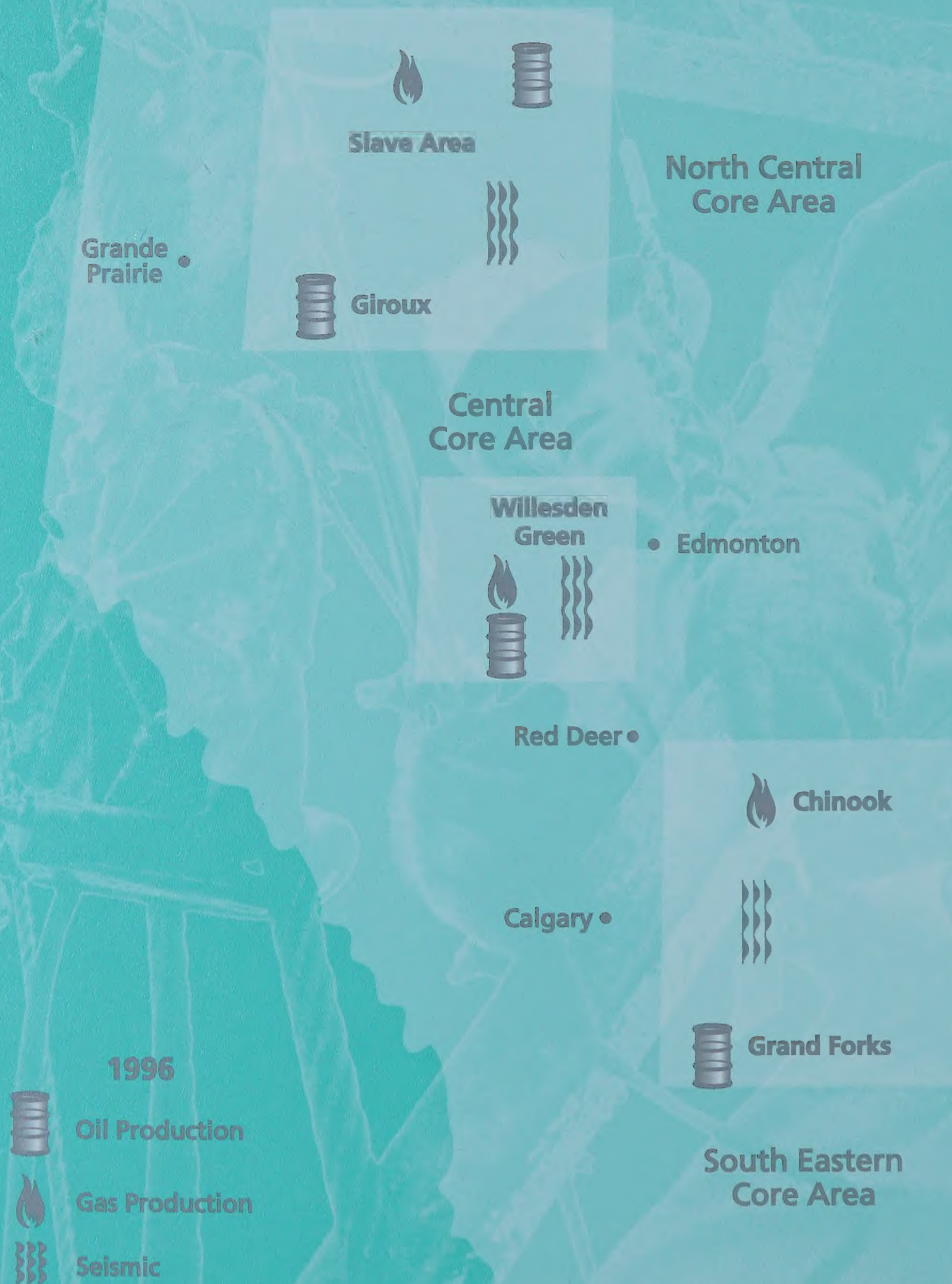 Slave Area
North Central
Core Area
Grande
Prairie
Giroux
Central
Core Area
Willesden
Green
Edmonton
Red Deer
Chinook
Calgary
Grand Forks
1996
Oil Production
Gas Production
Seismic
South Eastern
Core Area